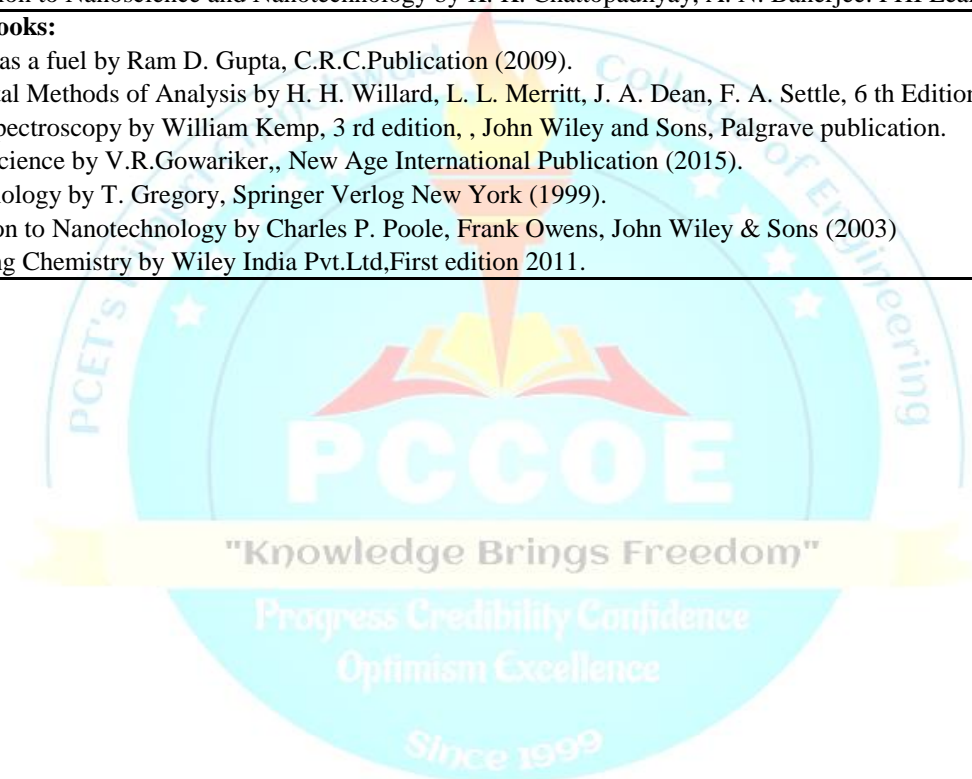 ion to Nanoscience and Nanotechnology by K. K. Chattopadhyay, A. N. Banerjee. PHI Lear
ooks:
as a fuel by Ram D. Gupta, C.R.C.Publication (2009).
tal Methods of Analysis by H. H. Willard, L. L. Merritt, J. A. Dean, F. A. Settle, 6 th Edition
pectroscopy by William Kemp, 3 rd edition, , John Wiley and Sons, Palgrave publication.
cience by V.R.Gowariker,, New Age International Publication (2015).
ology by T. Gregory, Springer Verlog New York (1999).
on to Nanotechnology by Charles P. Poole, Frank Owens, John Wiley & Sons (2003)
ng Chemistry by Wiley India Pvt.Ltd,First edition 2011.
PCET's College of Engineering
PCCOE
"Knowledge Brings Freedom"
Progress Credibility Confidence
Optimism Excellence
Since 1999